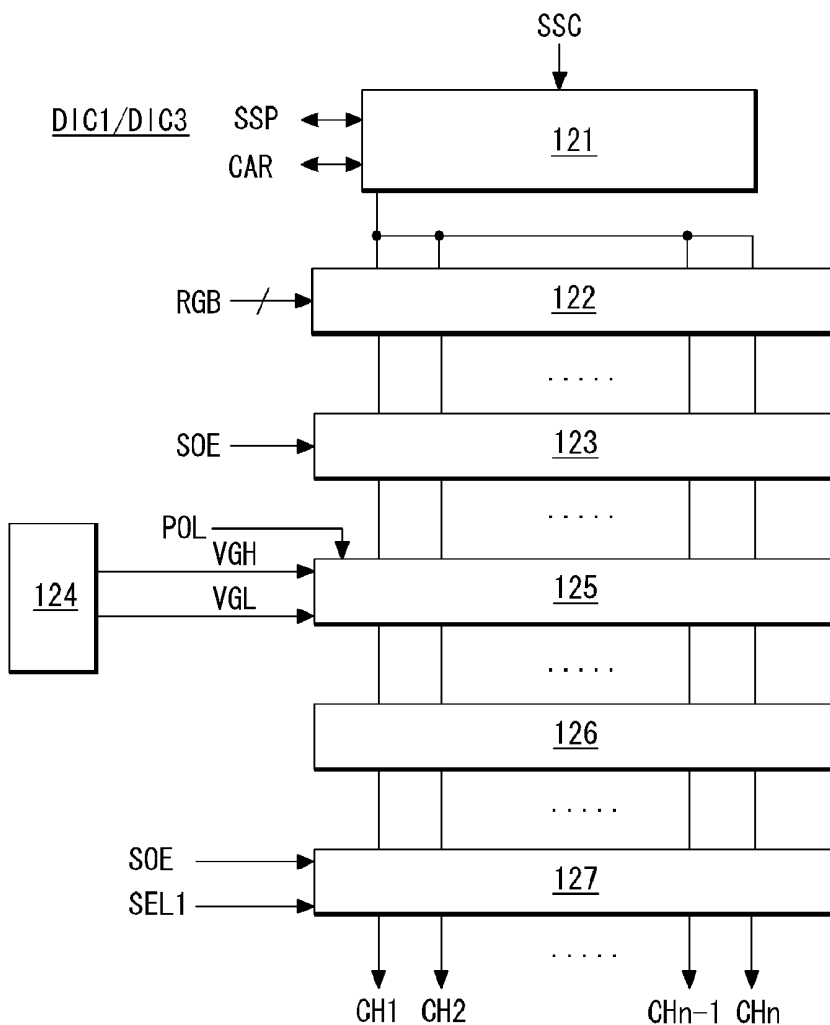 SSC
DIC1/DIC3
SSP
121
CAR
RGB
122
.....
SOE
123
.....
POL
VGH
124
VGL
125
.....
126
.....
SOE
127
SEL1
.....
CH1 CH2 CHn-1 CHn